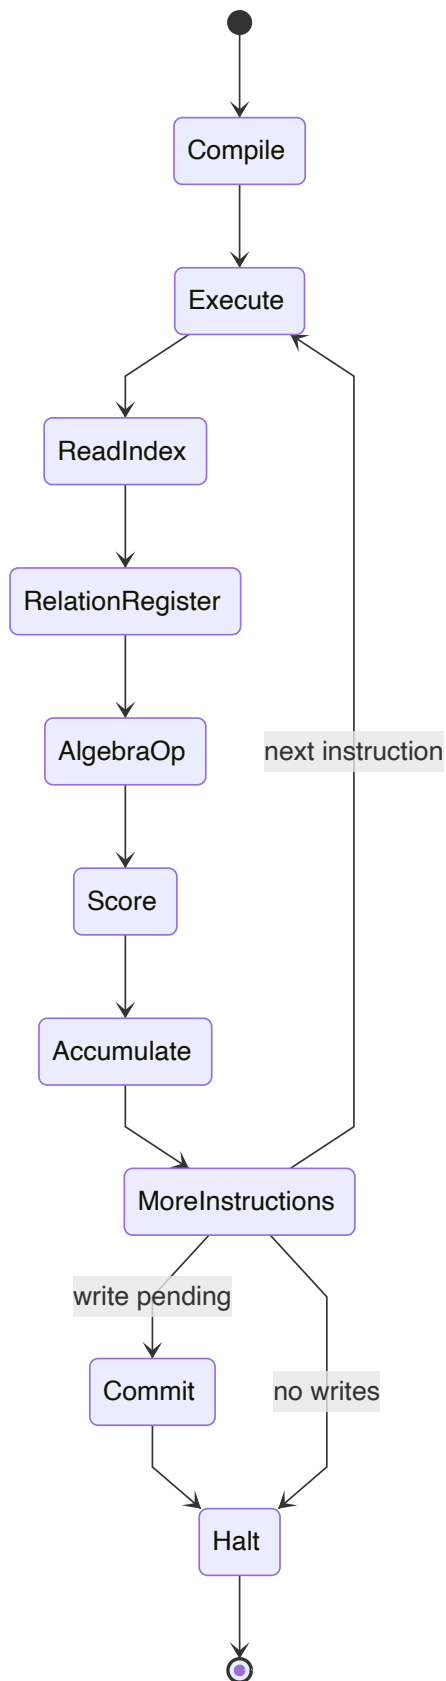 Compile
Execute
ReadIndex
RelationRegister
AlgebraOp
next instruction
Score
Accumulate
MoreInstructions
write pending
Commit
no writes
Halt